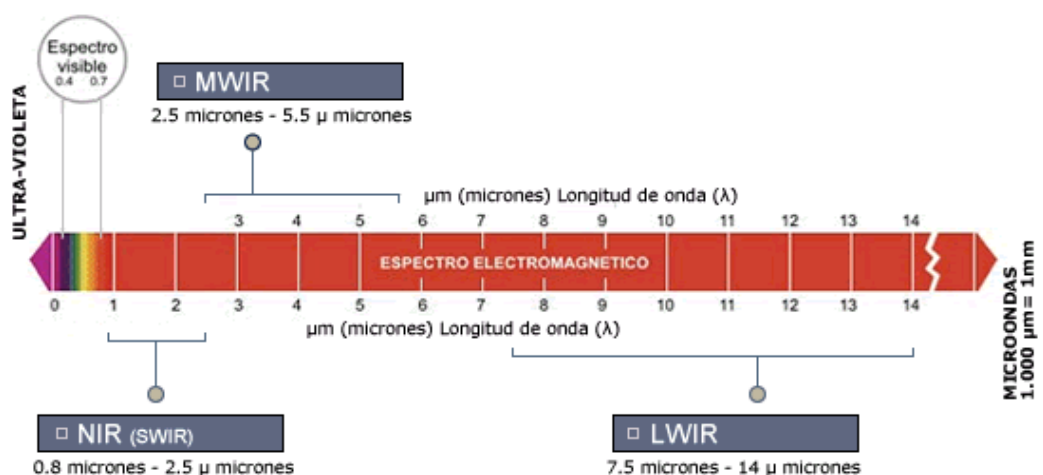 Espectro
visible
0.4 0.7
ULTRA-VIOLETA
MWIR
2.5 micrones - 5.5 µ micrones
µm (micrones) Longitud de onda (λ)
3 4 5 6 7 8 9 10 11 12 13 14
ESPECTRO ELECTROMAGNETICO
0 1 2 3 4 5 6 7 8 9 10 11 12 13 14
µm (micrones) Longitud de onda (λ)
MICROONDAS
1.000 µm= 1mm
NIR (SWIR)
0.8 micrones - 2.5 µ micrones
LWIR
7.5 micrones - 14 µ micrones